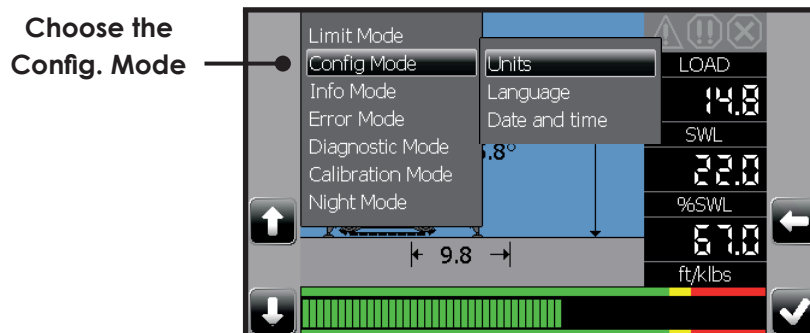 Choose the
Config. Mode
Limit Mode
Config Mode
Info Mode
Error Mode
Diagnostic Mode
Calibration Mode
Night Mode
Units
Language
Date and time
.8°
9.8
LOAD
14.8
SWL
22.0
%SWL
67.0
ft/klbs